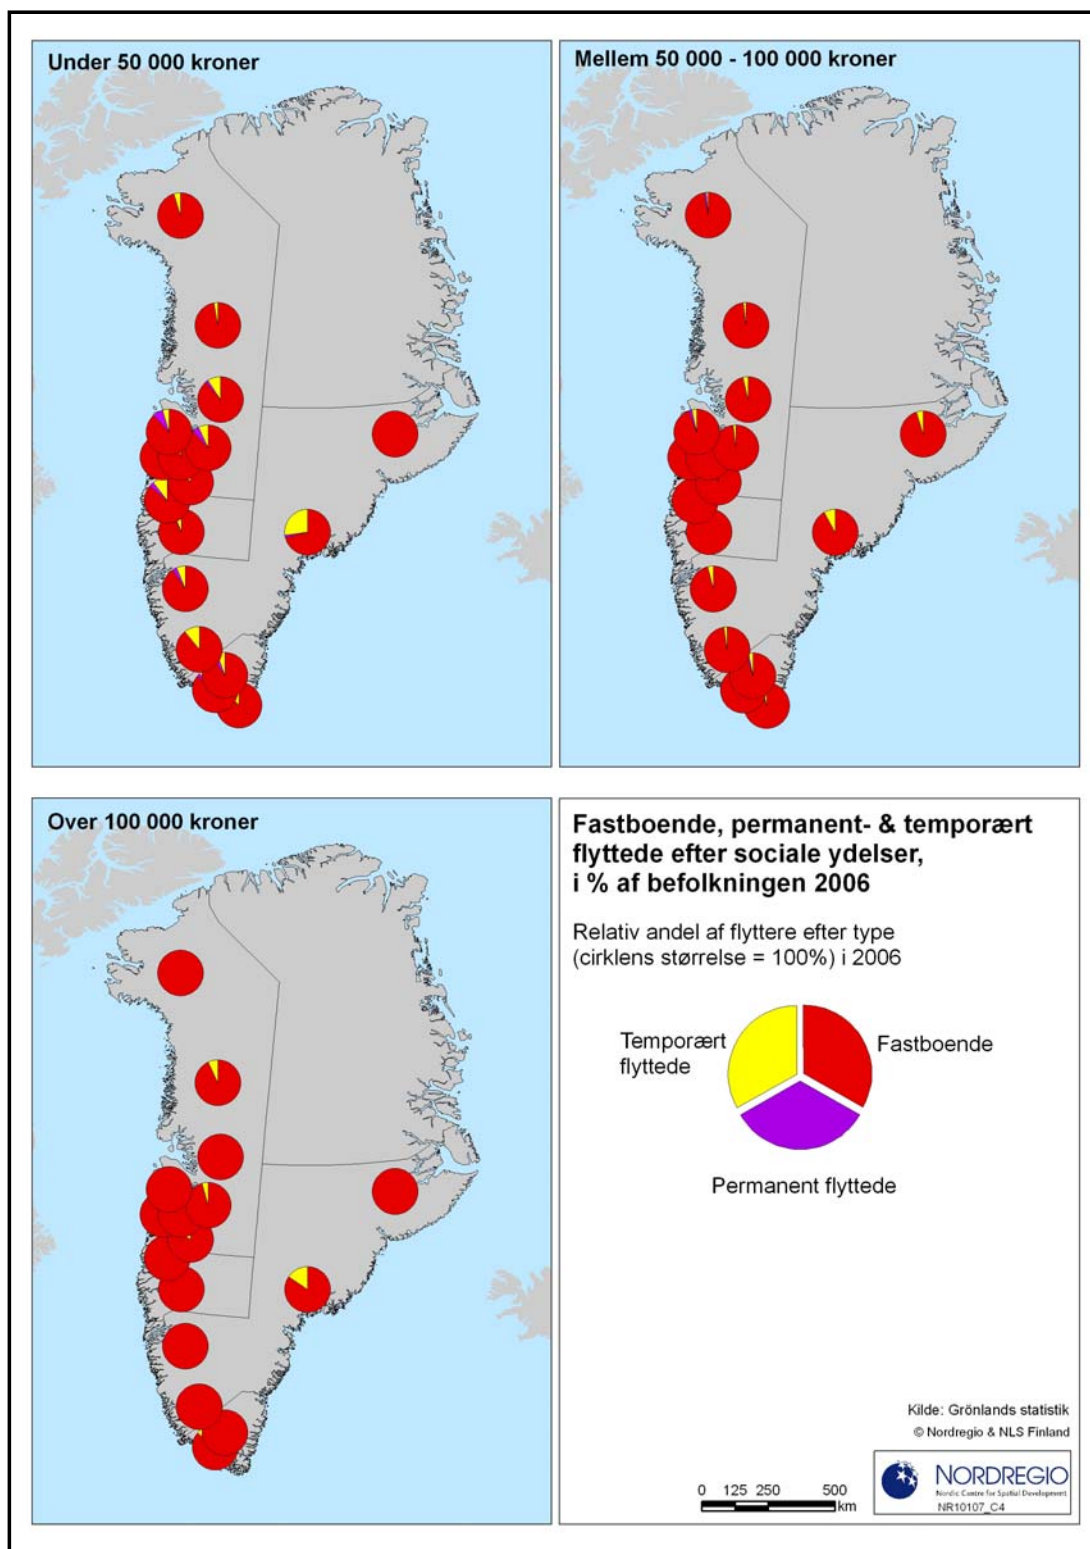 Under 50 000 kroner
Mellem 50 000 - 100 000 kroner
Over 100 000 kroner
Fastboende, permanent- & temporært
flyttede efter sociale ydelser,
i % af befolkningen 2006
Relativ andel af flyttere efter type
(cirklens størrelse = 100%) i 2006
Temporært
flyttede
Fastboende
Permanent flyttede
Kilde: Grönlands statistik
© Nordregio & NLS Finland
0 125 250 500
km
NORDREGIO
Nordic Centre for Spatial Development
NR10107_C4